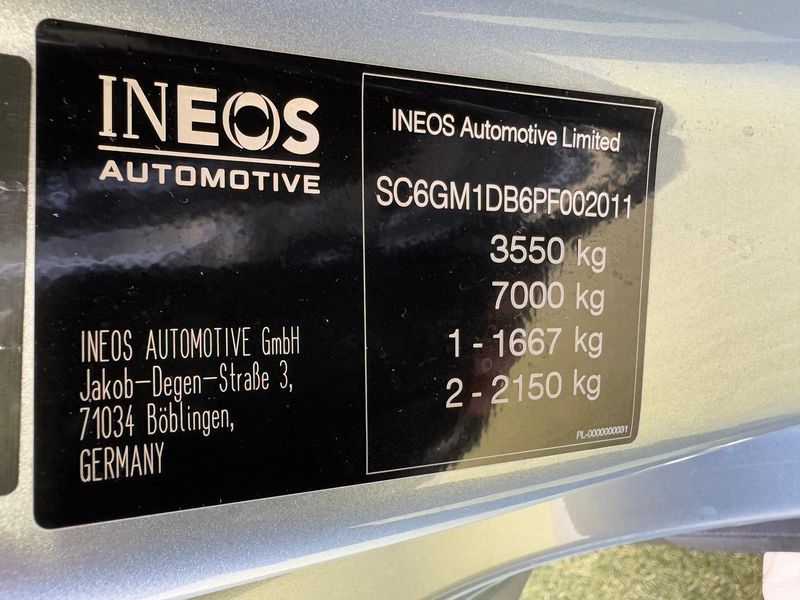 INEOS
AUTOMOTIVE
INEOS AUTOMOTIVE GmbH
Jakob-Degen-Straße 3,
71034 Böblingen,
GERMANY
INEOS Automotive Limited
SC6GM1DB6PF002011
3550 kg
7000 kg
1 - 1667 kg
2 - 2150 kg
PL-0000000031